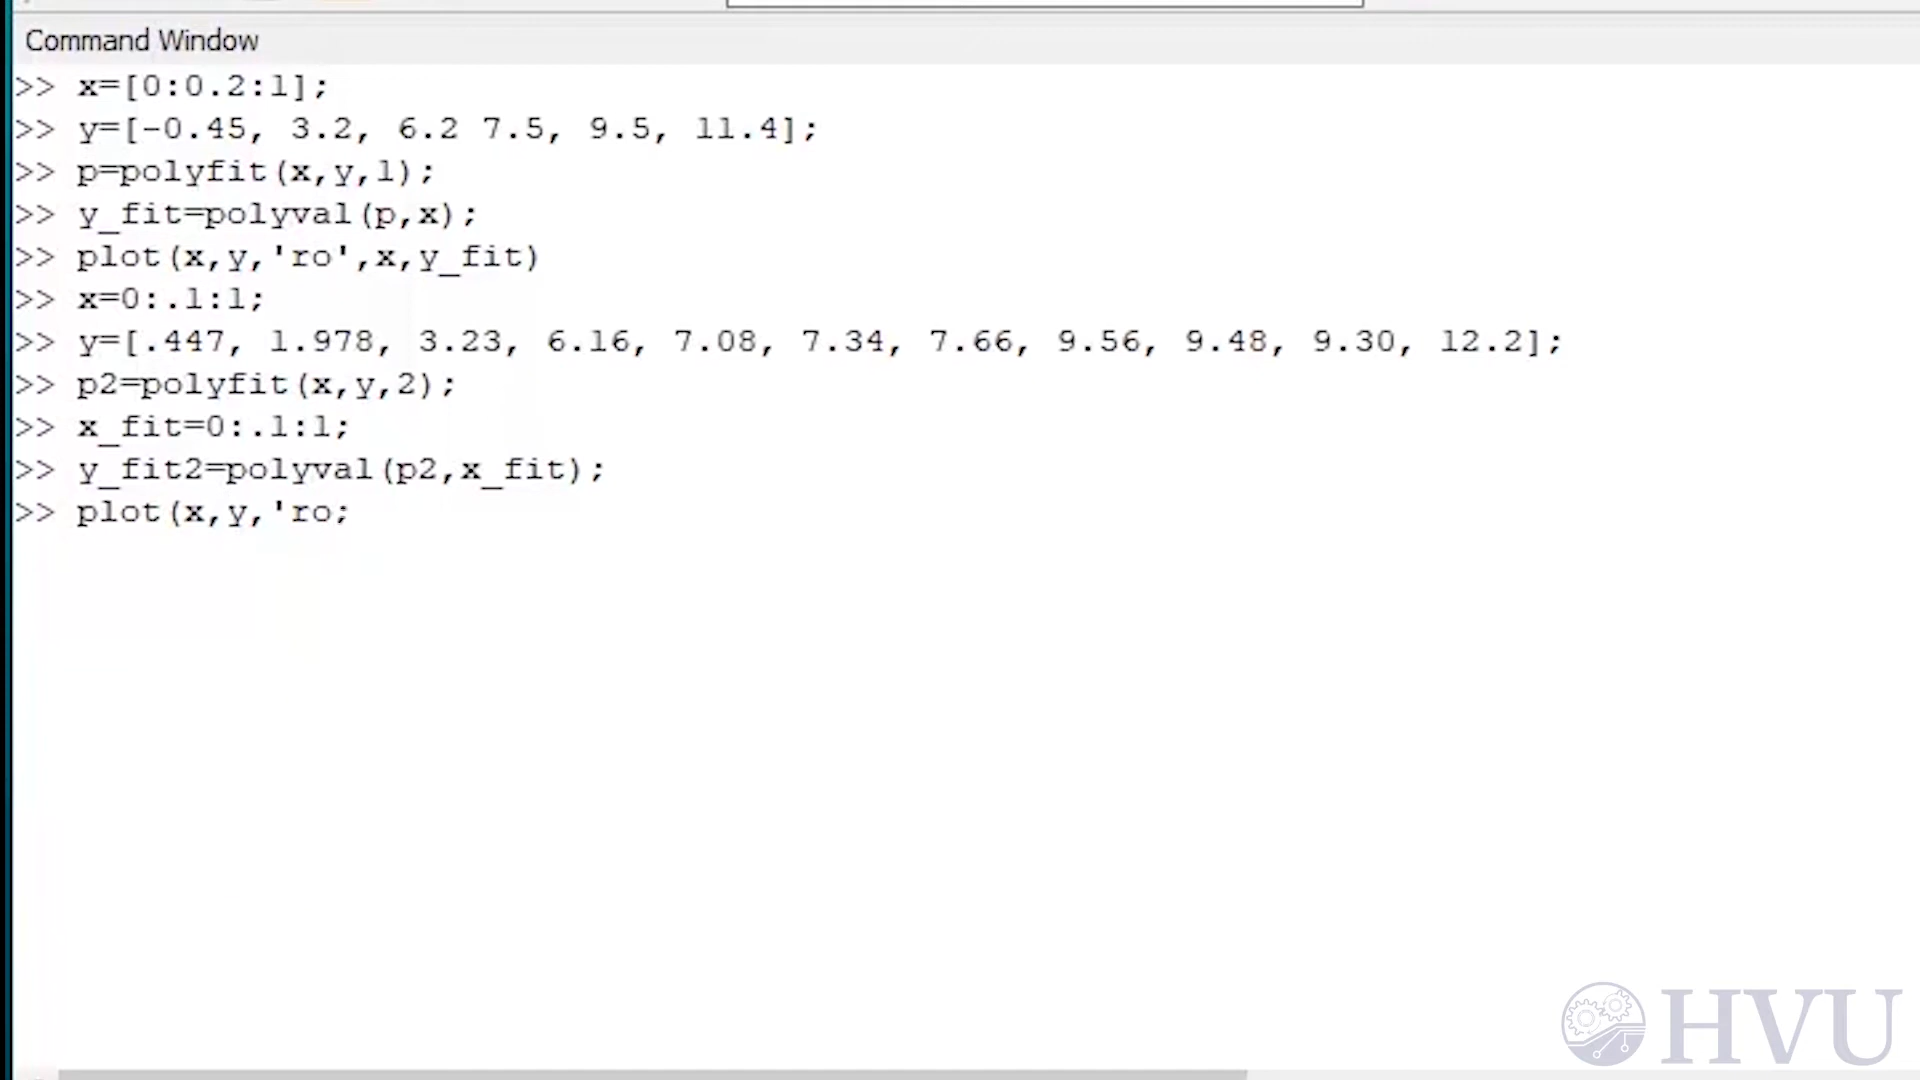 Command Window
>> x=[0:0.2:1];
>> y=[-0.45, 3.2, 6.2 7.5, 9.5, 11.4];
>> p=polyfit(x,y,1);
>> y_fit=polyval(p,x);
>> plot(x,y,'ro',x,y_fit)
>> x=0:.1:1;
>> y=[.447, 1.978, 3.23, 6.16, 7.08, 7.34, 7.66, 9.56, 9.48, 9.30, 12.2];
>> p2=polyfit(x,y,2);
>> x_fit=0:.1:1;
>> y_fit2=polyval(p2,x_fit);
>> plot(x,y,'ro;
HVU